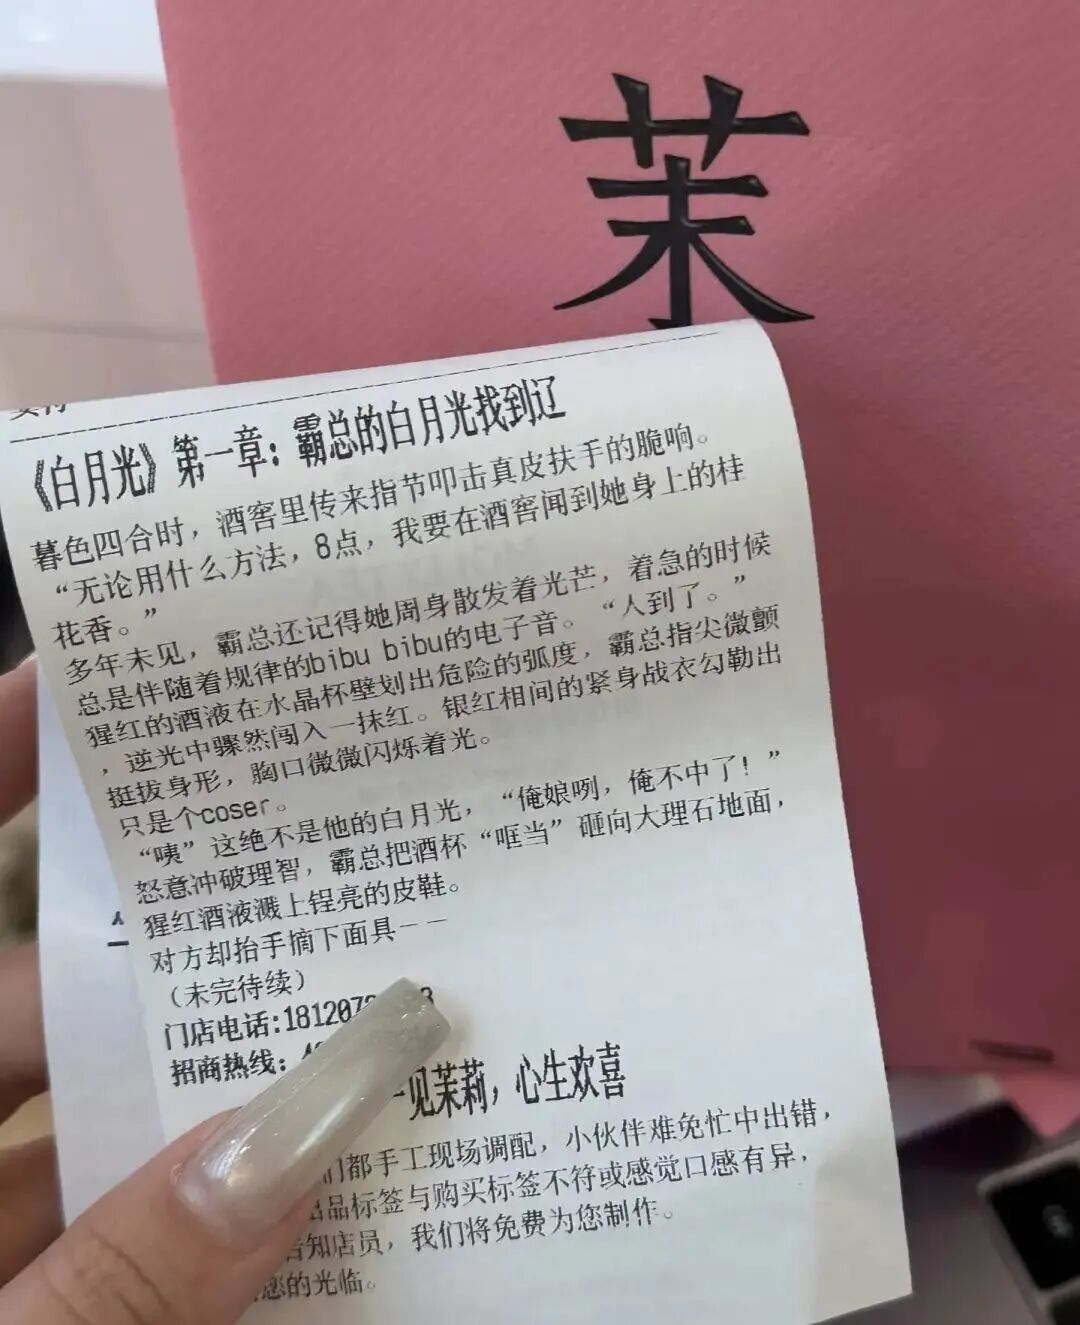 茉
《白月光》第一章：霸总的白月光找到辽
暮色四合时，酒窖里传来指节叩击真皮扶手的脆响。
“无论用什么方法，8点，我要在酒窖闻到她身上的桂
花香。”
多年未见，霸总还记得她周身散发着光芒，着急的时候
总是伴随着规律的bibu bibu的电子音。 “人到了。”
猩红的酒液在水晶杯壁划出危险的弧度，霸总指尖微颤
，逆光中骤然闯入一抹红。银红相间的紧身战衣勾勒出
挺拔身形，胸口微微闪烁着光。
只是个coser。
“咦”这绝不是他的白月光，“俺娘咧，俺不中了！”
怒意冲破理智，霸总把酒杯“哐当”砸向大理石地面，
猩红酒液溅上锃亮的皮鞋。
对方却抬手摘下面具——
（未完待续）
门店电话:181207 3
招商热线：
一见茉莉，心生欢喜
们都手工现场调配，小伙伴难免忙中出错，
出品标签与购买标签不符或感觉口感有异，
告知店员，我们将免费为您制作。
您的光临。